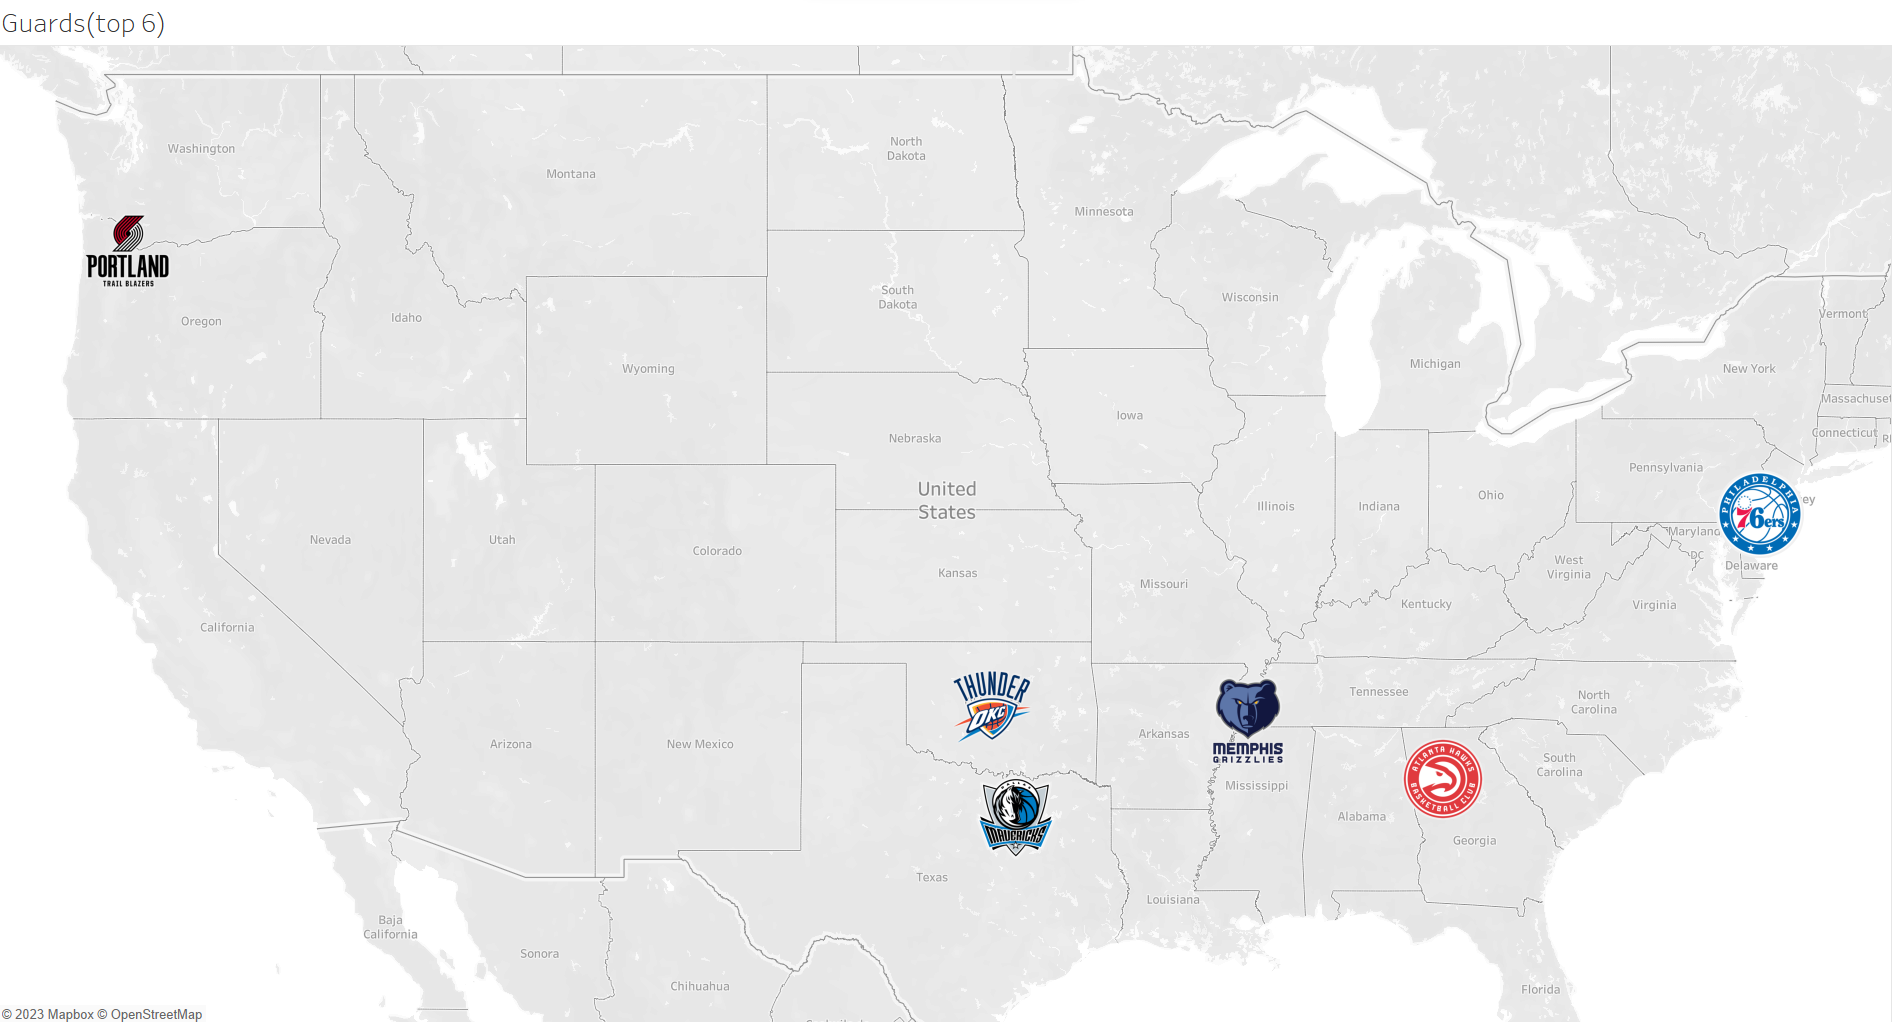 Guards(top 6)
Washington
Montana
North
Dakota
Minnesota
PORTLAND
TRAIL BLAZERS
Oregon
Idaho
South
Dakota
Wisconsin
Vermont
Wyoming
Michigan
New York
Massachuset
Iowa
Connecticut
Nebraska
Pennsylvania
United
States
Illinois
Indiana
Ohio
PHILADELPHIA
76ers
ey
Nevada
Utah
Colorado
Kansas
Missouri
West
Virginia
Maryland
DC
Delaware
Kentucky
Virginia
California
THUNDER
OKC
Tennessee
North
Carolina
Arizona
New Mexico
Arkansas
MEMPHIS
GRIZZLIES
Mississippi
ATLANTA HAWKS
BASKETBALL CLUB
South
Carolina
MAVERICKS
Alabama
Georgia
Texas
Louisiana
Baja
California
Sonora
Chihuahua
Florida
© 2023 Mapbox © OpenStreetMap